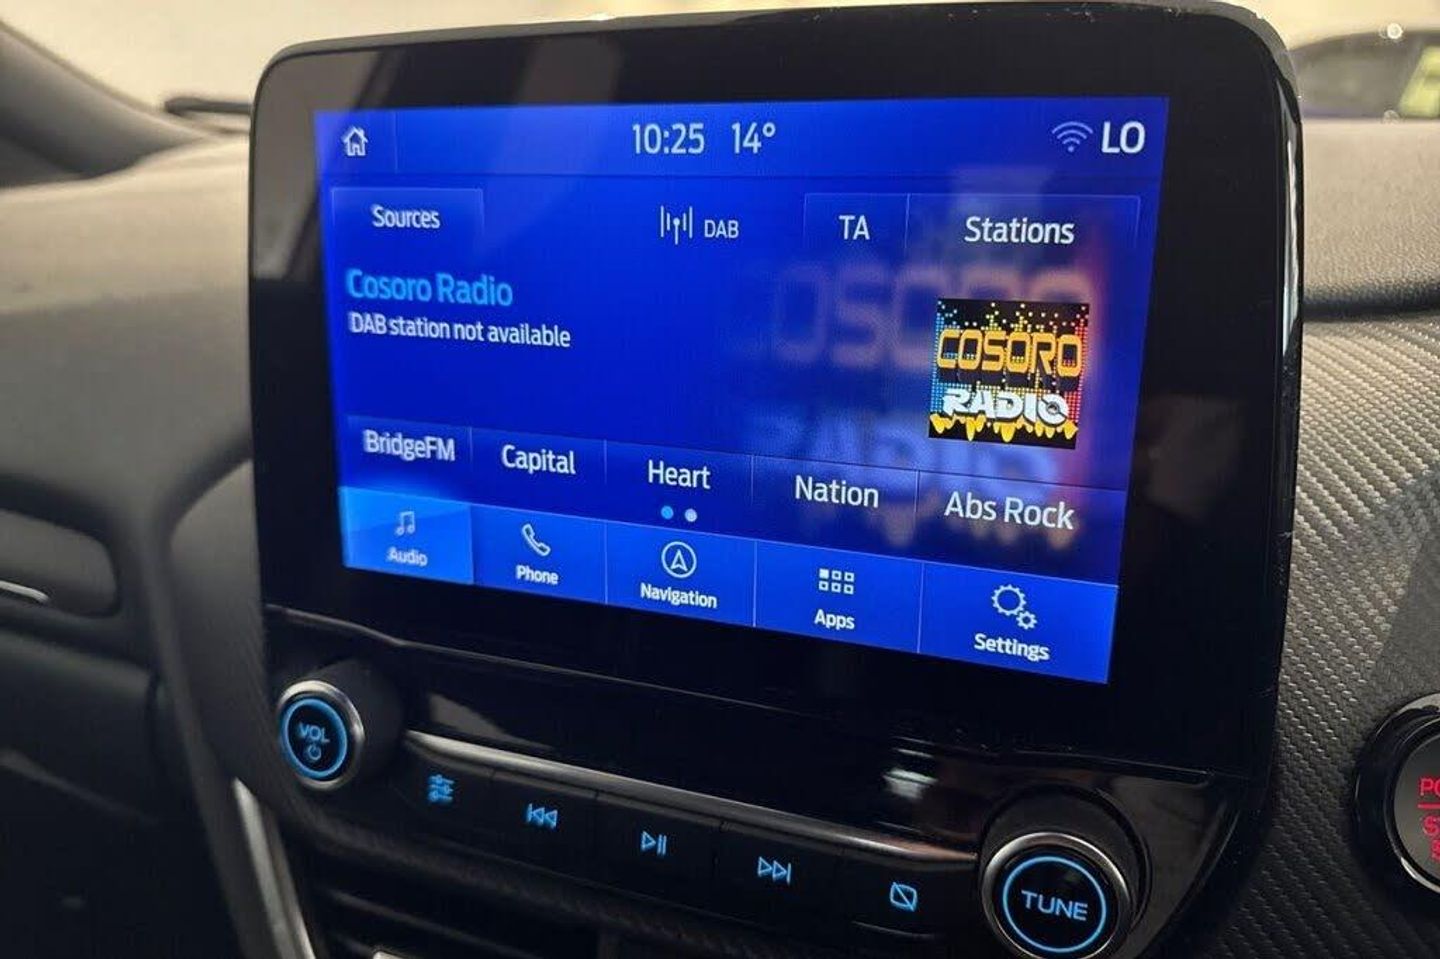 10:25 14° LO
Sources DAB TA Stations
Cosoro Radio
DAB station not available
COSORO
RADIO
BridgeFM Capital Heart Nation Abs Rock
Audio Phone Navigation Apps Settings
VOL
TUNE